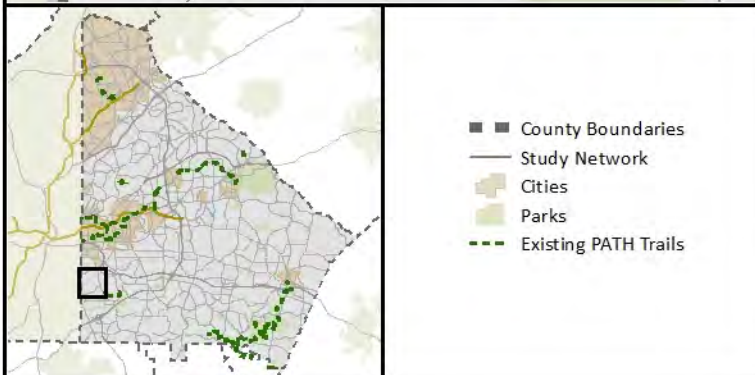 County Boundaries
Study Network
Cities
Parks
Existing PATH Trails